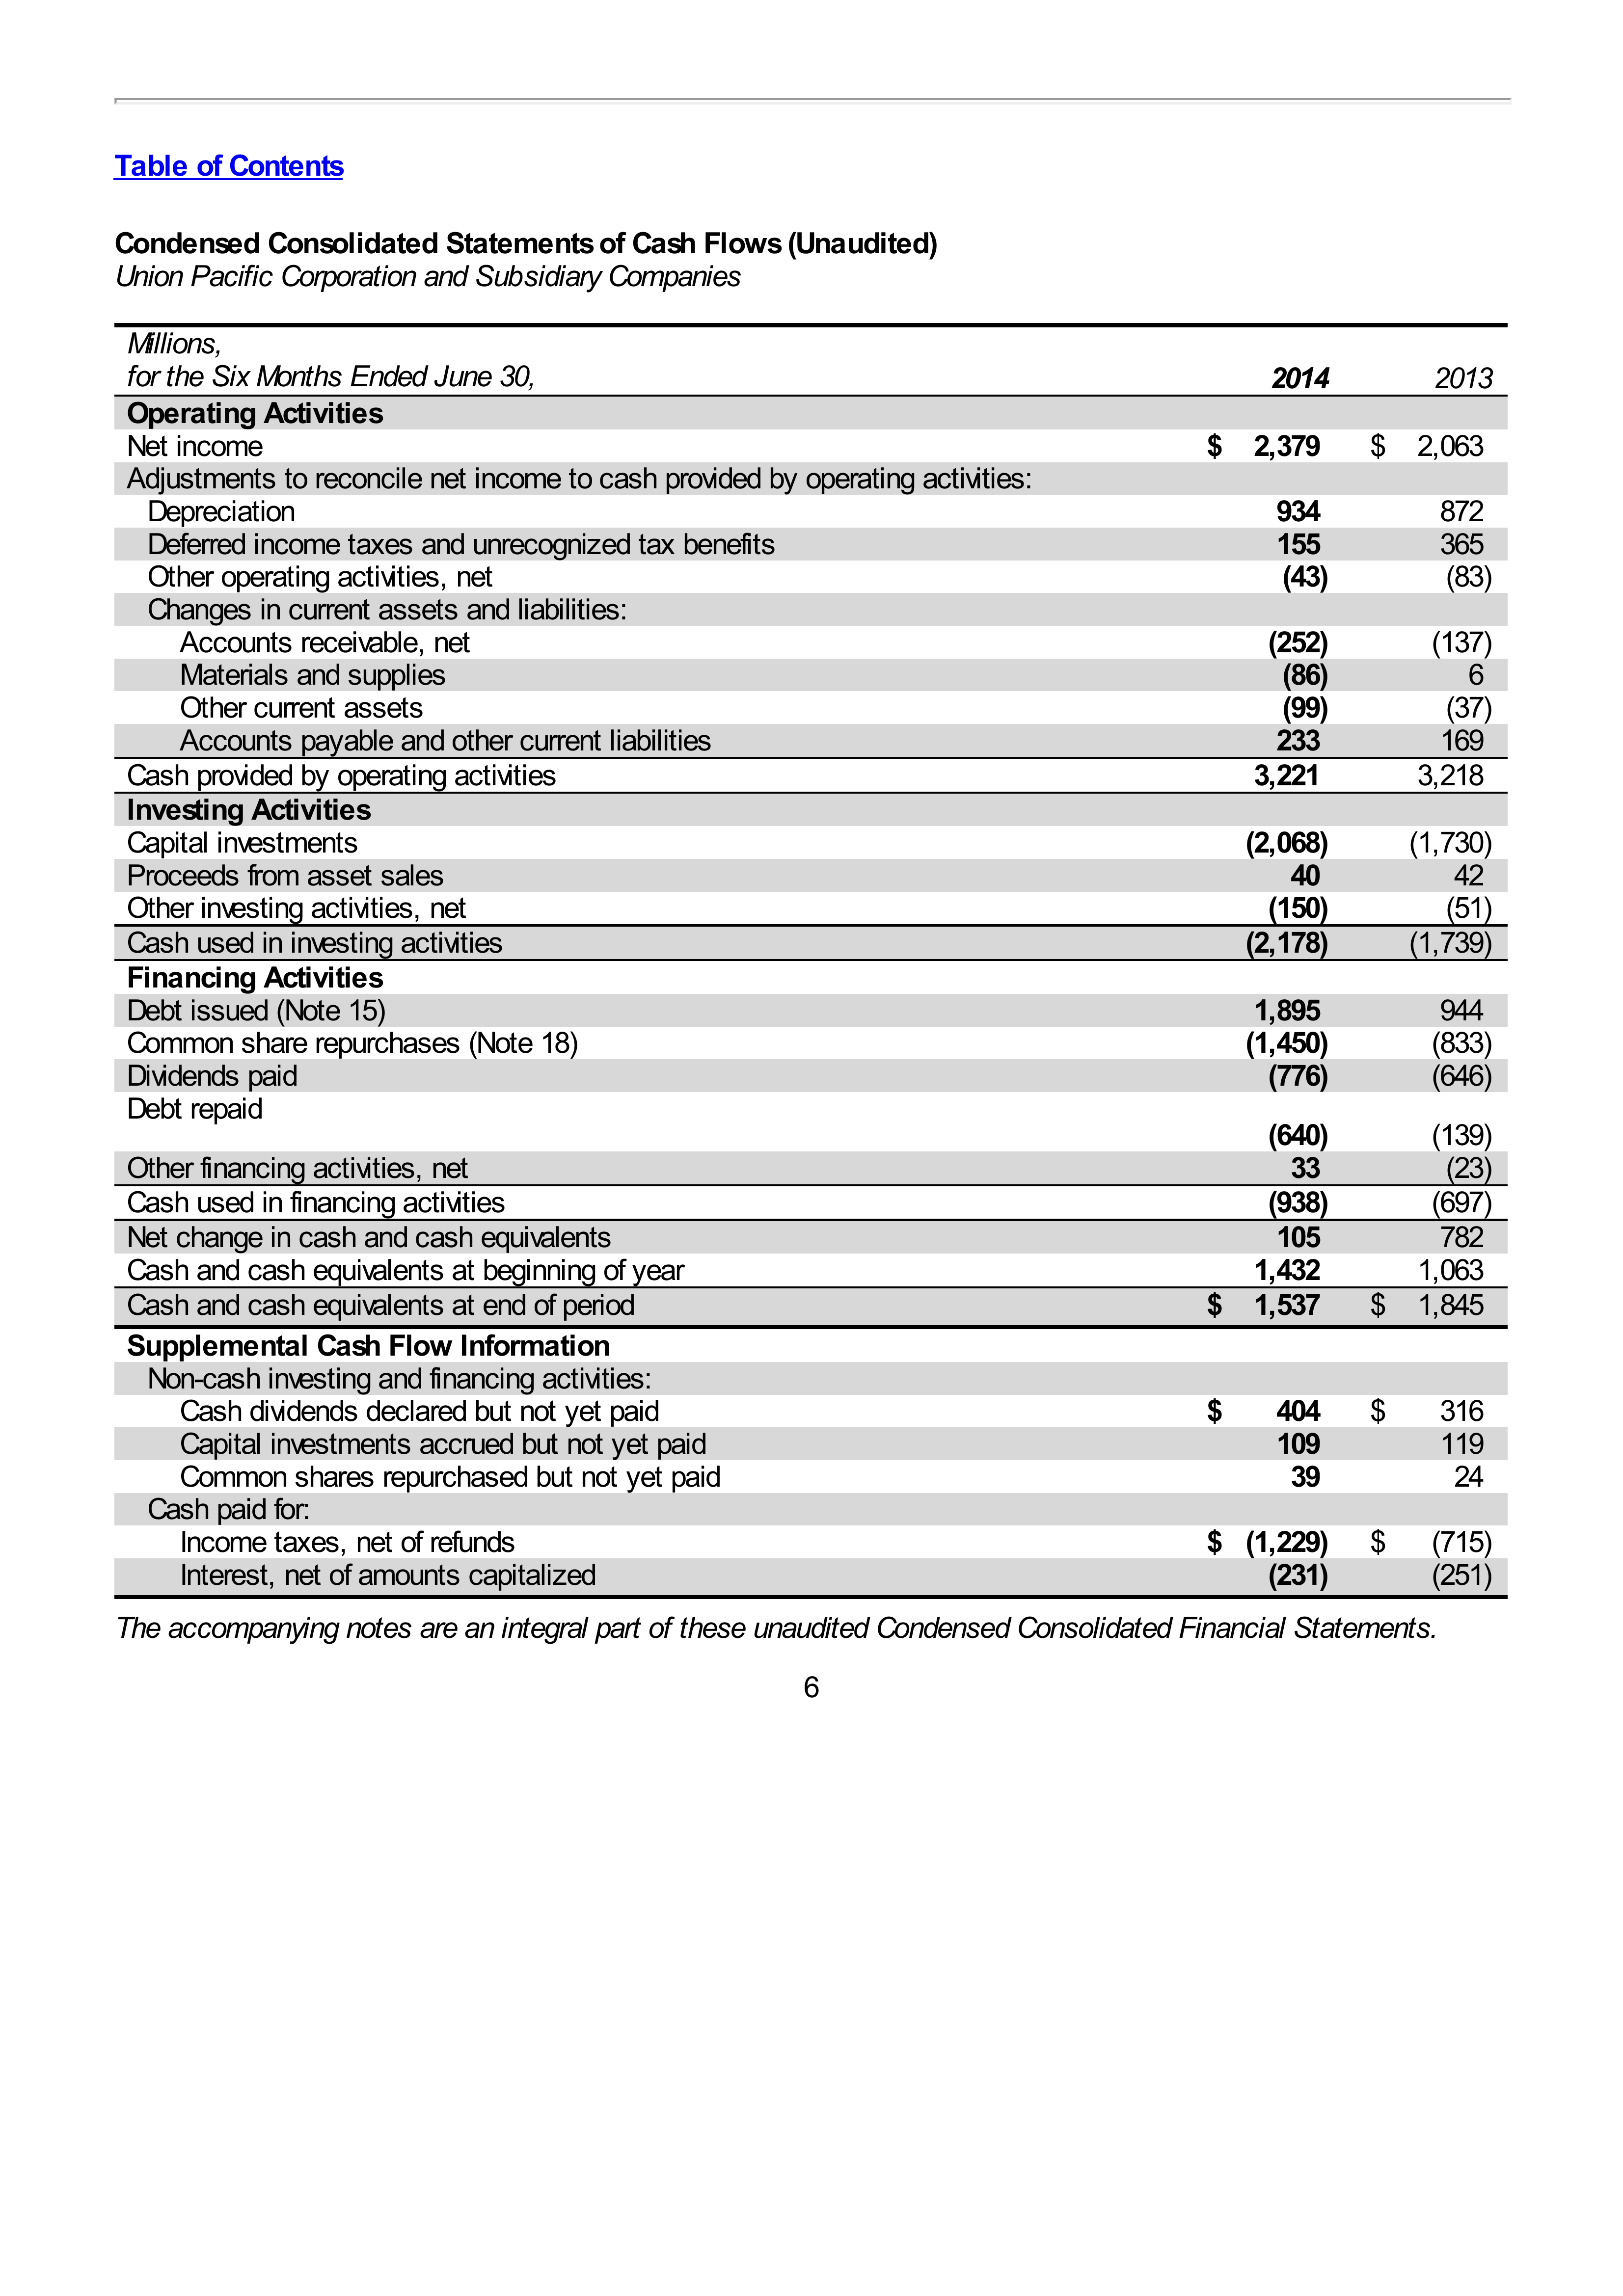 Table of Contents
Condensed Consolidated Statements of Cash Flows (Unaudited)
Union Pacific Corporation and Subsidiary Companies
Millions,
for the Six Months Ended June 30, 2014 2013
Operating Activities
Net income $ 2,379 $ 2,063
Adjustments to reconcile net income to cash provided by operating activities:
Depreciation 934 872
Deferred income taxes and unrecognized tax benefits 155 365
Other operating activities, net (43) (83)
Changes in current assets and liabilities:
Accounts receivable, net (252) (137)
Materials and supplies (86) 6
Other current assets (99) (37)
Accounts payable and other current liabilities 233 169
Cash provided by operating activities 3,221 3,218
Investing Activities
Capital investments (2,068) (1,730)
Proceeds from asset sales 40 42
Other investing activities, net (150) (51)
Cash used in investing activities (2,178) (1,739)
Financing Activities
Debt issued (Note 15) 1,895 944
Common share repurchases (Note 18) (1,450) (833)
Dividends paid (776) (646)
Debt repaid
(640) (139)
Other financing activities, net 33 (23)
Cash used in financing activities (938) (697)
Net change in cash and cash equivalents 105 782
Cash and cash equivalents at beginning of year 1,432 1,063
Cash and cash equivalents at end of period $ 1,537 $ 1,845
Supplemental Cash Flow Information
Non-cash investing and financing activities:
Cash dividends declared but not yet paid $ 404 $ 316
Capital investments accrued but not yet paid 109 119
Common shares repurchased but not yet paid 39 24
Cash paid for:
Income taxes, net of refunds $ (1,229) $ (715)
Interest, net of amounts capitalized (231) (251)
The accompanying notes are an integral part of these unaudited Condensed Consolidated Financial Statements.
6